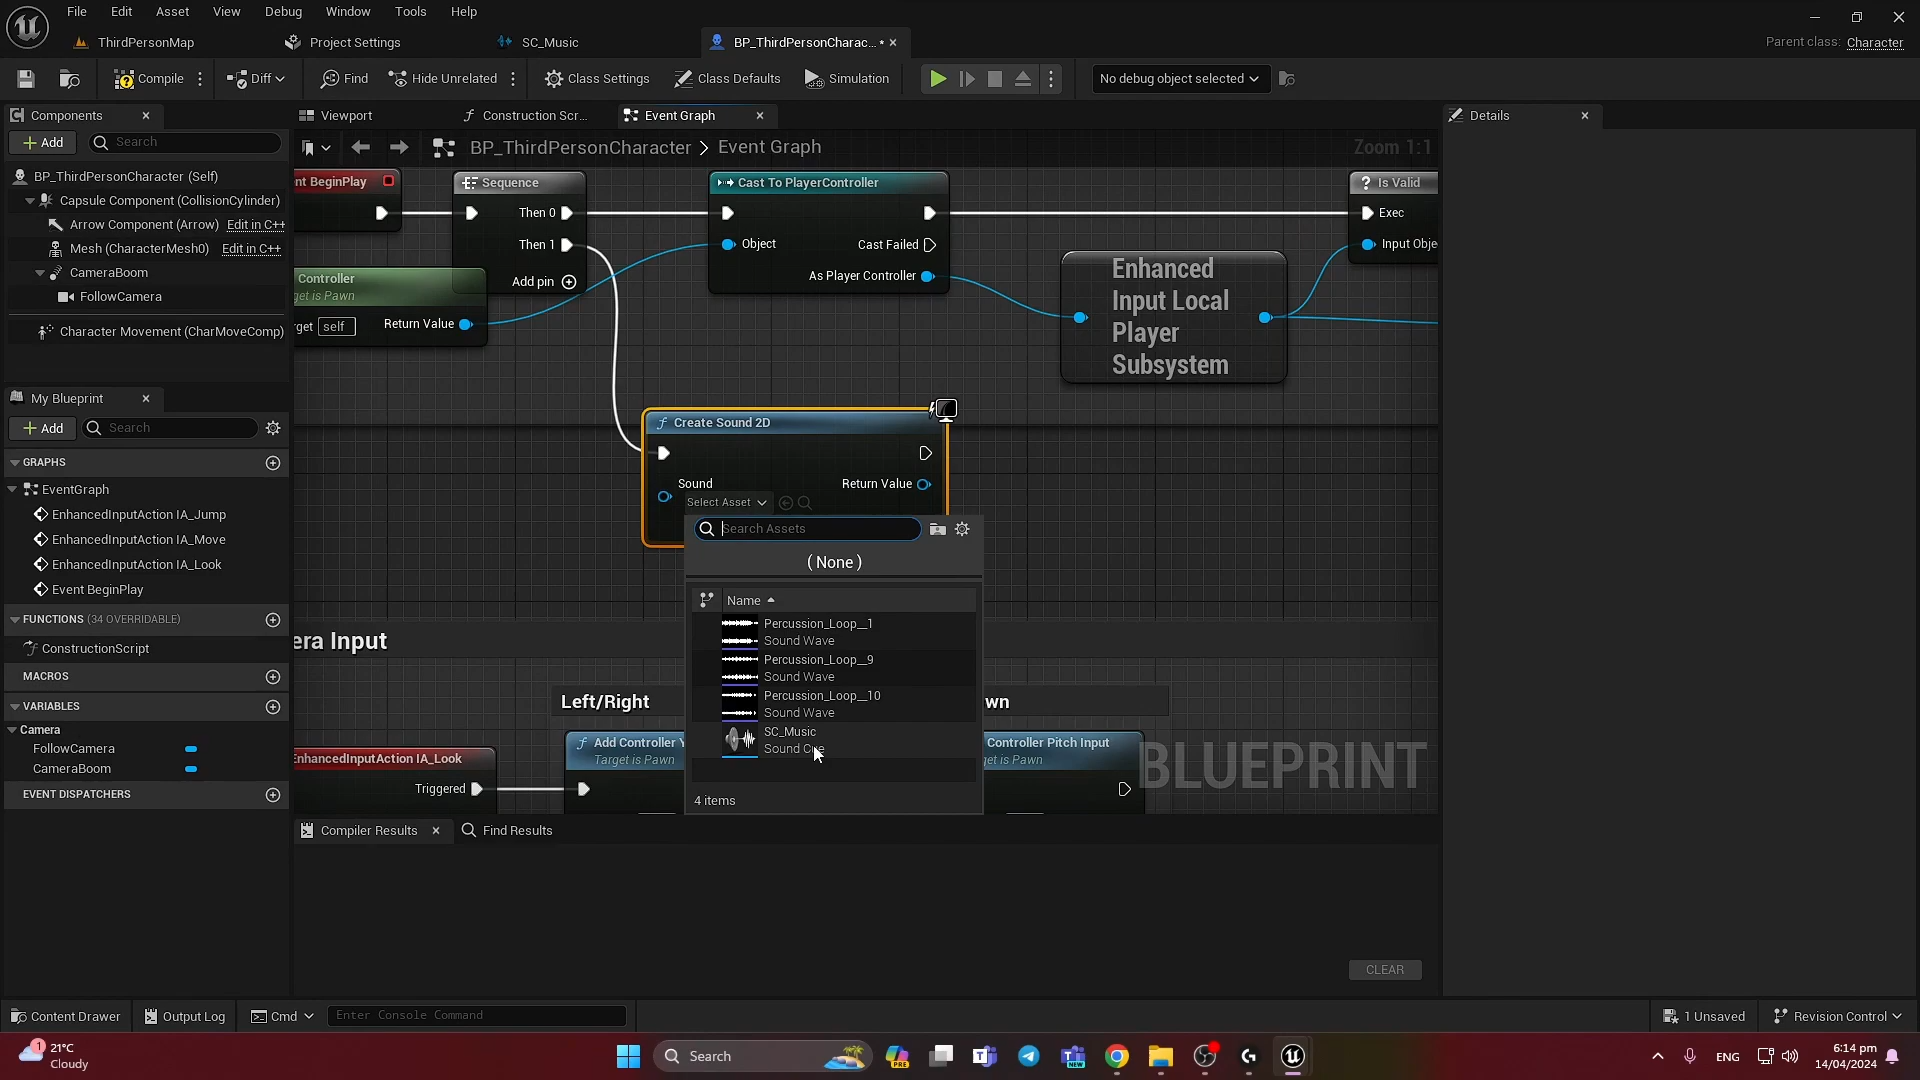 File Edit Asset View Debug Window Tools Help
ThirdPersonMap Project Settings SC_Music BP_ThirdPersonCharac... •
Parent class: Character
Compile Diff Find Hide Unrelated Class Settings Class Defaults Simulation No debug object selected
Components
Add Search
BP_ThirdPersonCharacter (Self)
Capsule Component (CollisionCylinder)
Arrow Component (Arrow) Edit in C++
Mesh (CharacterMesh0) Edit in C++
CameraBoom
FollowCamera
Character Movement (CharMoveComp)
My Blueprint
Add Search
GRAPHS
EventGraph
EnhancedInputAction IA_Jump
EnhancedInputAction IA_Move
EnhancedInputAction IA_Look
Event BeginPlay
FUNCTIONS (34 OVERRIDABLE)
ConstructionScript
MACROS
VARIABLES
Camera
FollowCamera
CameraBoom
EVENT DISPATCHERS
Viewport Construction Scr... Event Graph
BP_ThirdPersonCharacter > Event Graph Zoom 1:1
nt BeginPlay
Sequence
Then 0
Then 1
Add pin
Controller
rget is Pawn
rget self Return Value
Cast To PlayerController
Object
Cast Failed
As Player Controller
Enhanced
Input Local
Player
Subsystem
Is Valid
Exec
Input Obje
Create Sound 2D
Sound Return Value
Select Asset
Search Assets
( None )
Name
Percussion_Loop__1
Sound Wave
Percussion_Loop__9
Sound Wave
Percussion_Loop__10
Sound Wave
SC_Music
Sound Cue
4 items
era Input
Left/Right
wn
EnhancedInputAction IA_Look
Triggered
Add Controller Y
Target is Pawn
Controller Pitch Input
get is Pawn
BLUEPRINT
Details
Compiler Results Find Results
CLEAR
Content Drawer Output Log Cmd Enter Console Command 1 Unsaved Revision Control
1
21°C
Cloudy
Search
PRE
NEW
ENG
6:14 pm
14/04/2024